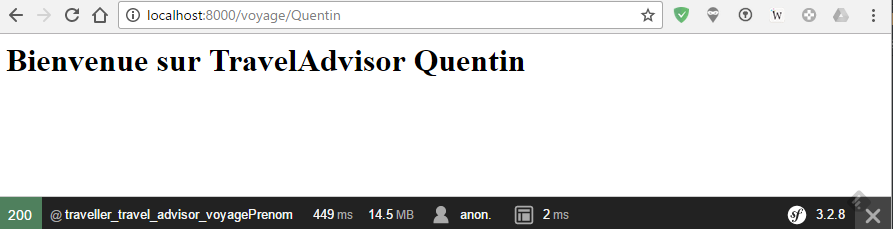 localhost:8000/voyage/Quentin
Bienvenue sur TravelAdvisor Quentin
200 @ traveller_travel_advisor_voyagePrenom 449 ms 14.5 MB anon. 2 ms sf 3.2.8